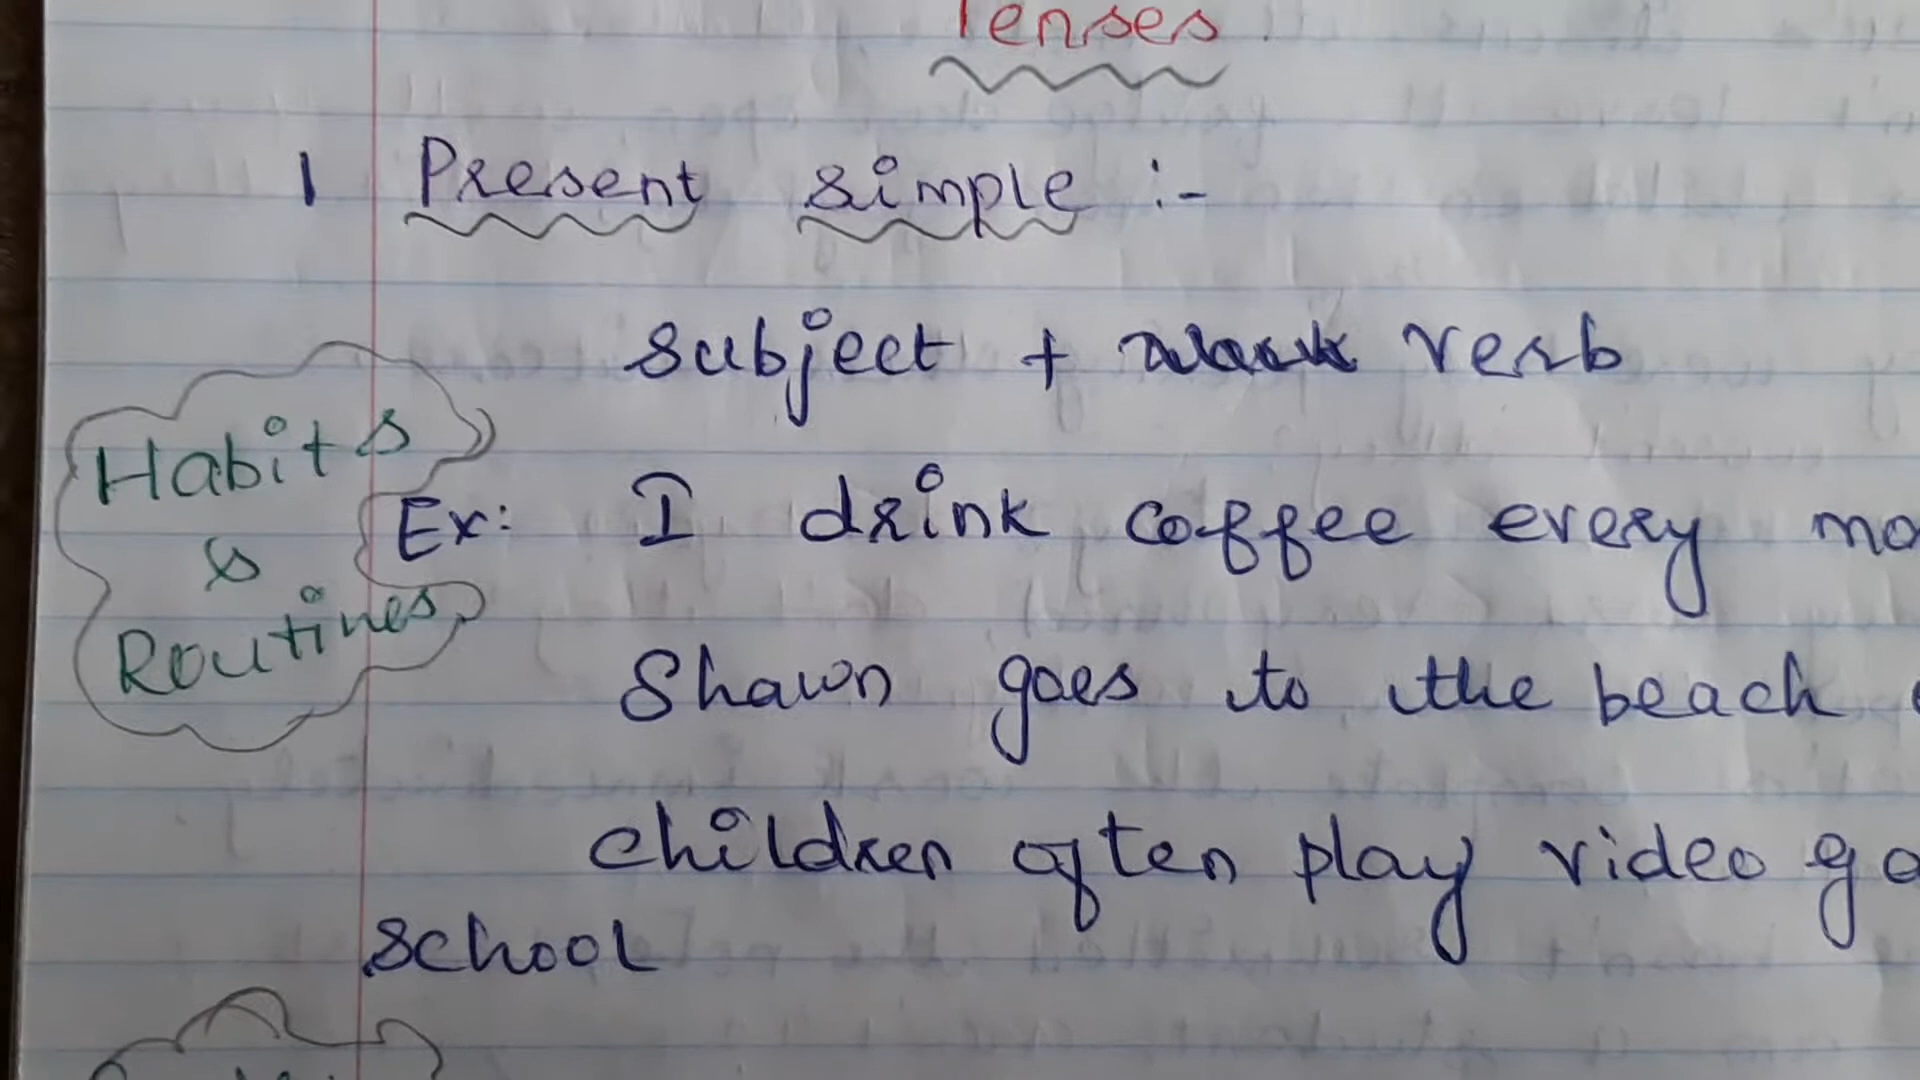 Tenses
1 Present simple :-
subject + verb
Habits
&
Routines
Ex: I drink coffee every
Shawn goes to the beach
children often play video
school